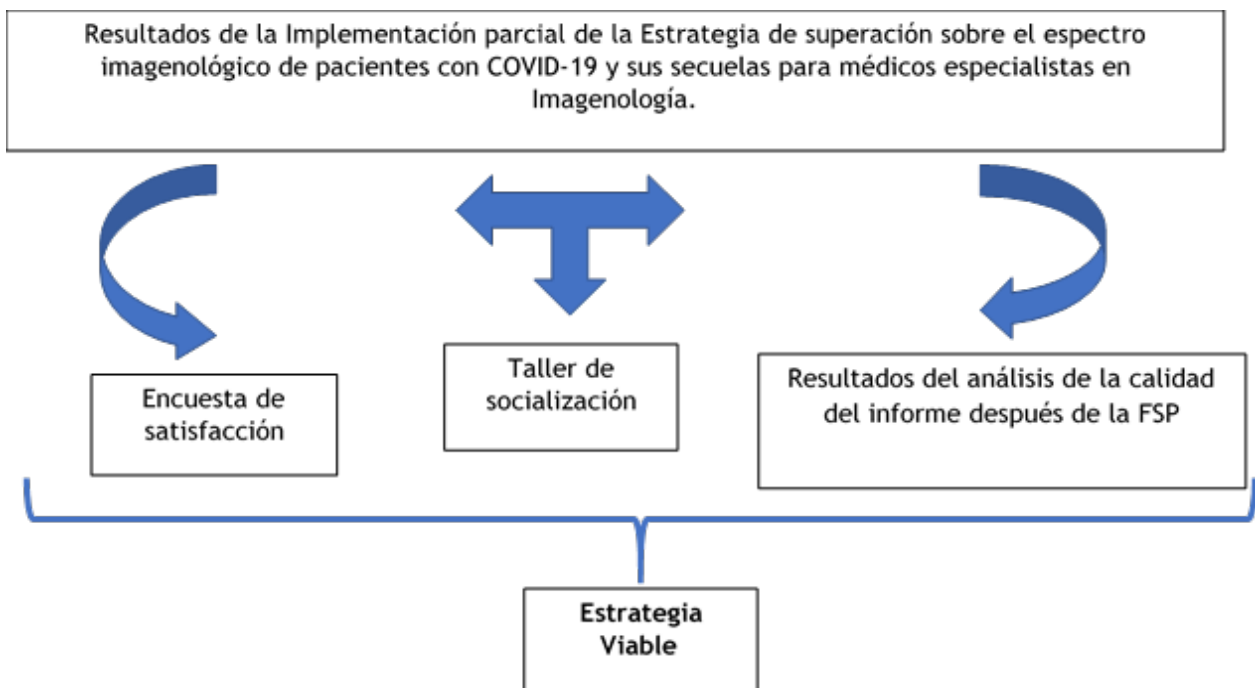 Resultados de la Implementación parcial de la Estrategia de superación sobre el espectro
imagenológico de pacientes con COVID-19 y sus secuelas para médicos especialistas en
Imagenología.
Encuesta de
satisfacción
Taller de
socialización
Resultados del análisis de la calidad
del informe después de la FSP
Estrategia
Viable